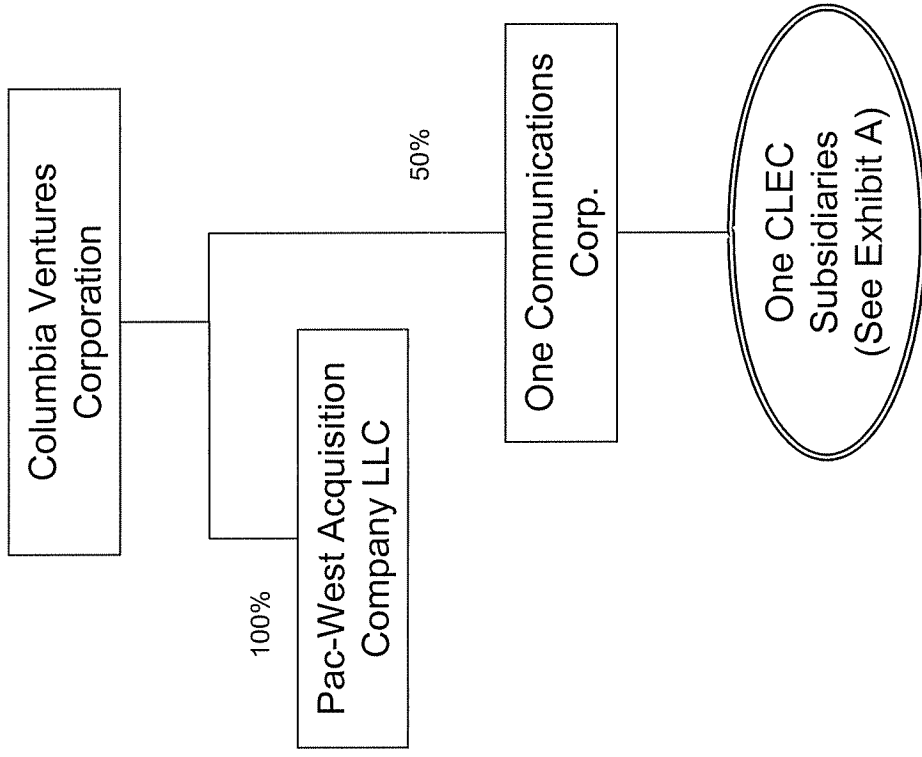 Columbia Ventures
Corporation
100%
50%
Pac-West Acquisition
Company LLC
One Communications
Corp.
One CLEC
Subsidiaries
(See Exhibit A)